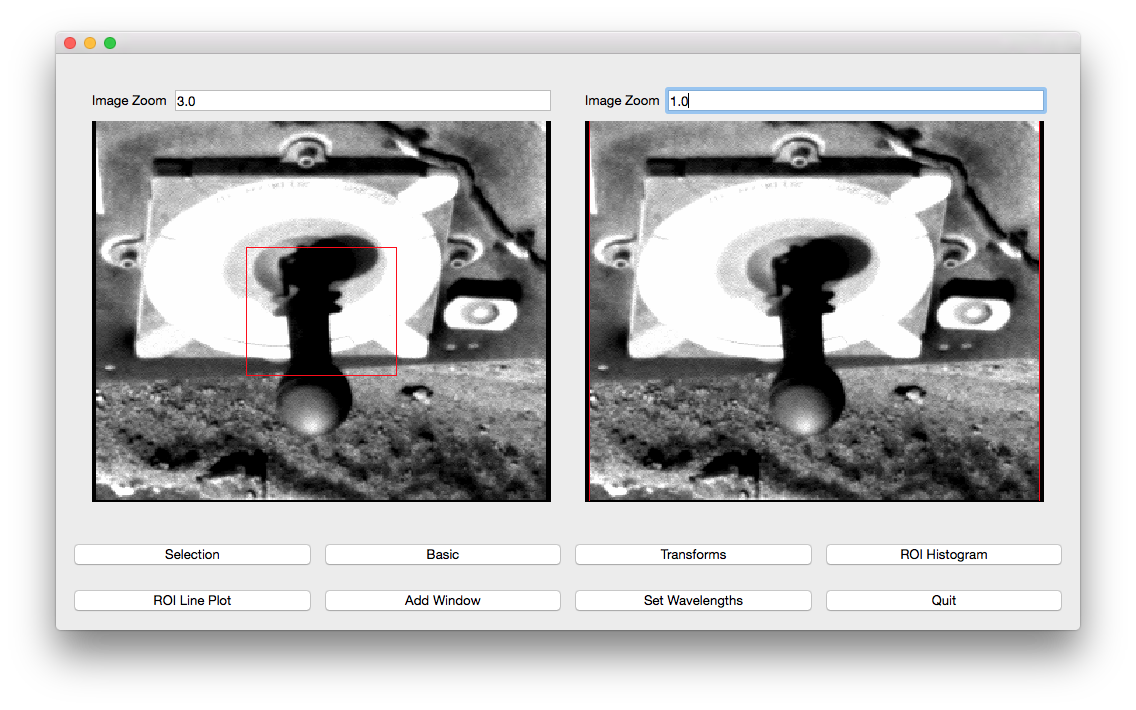 Image Zoom 3.0 Image Zoom 1.0
Selection Basic Transforms ROI Histogram
ROI Line Plot Add Window Set Wavelengths Quit